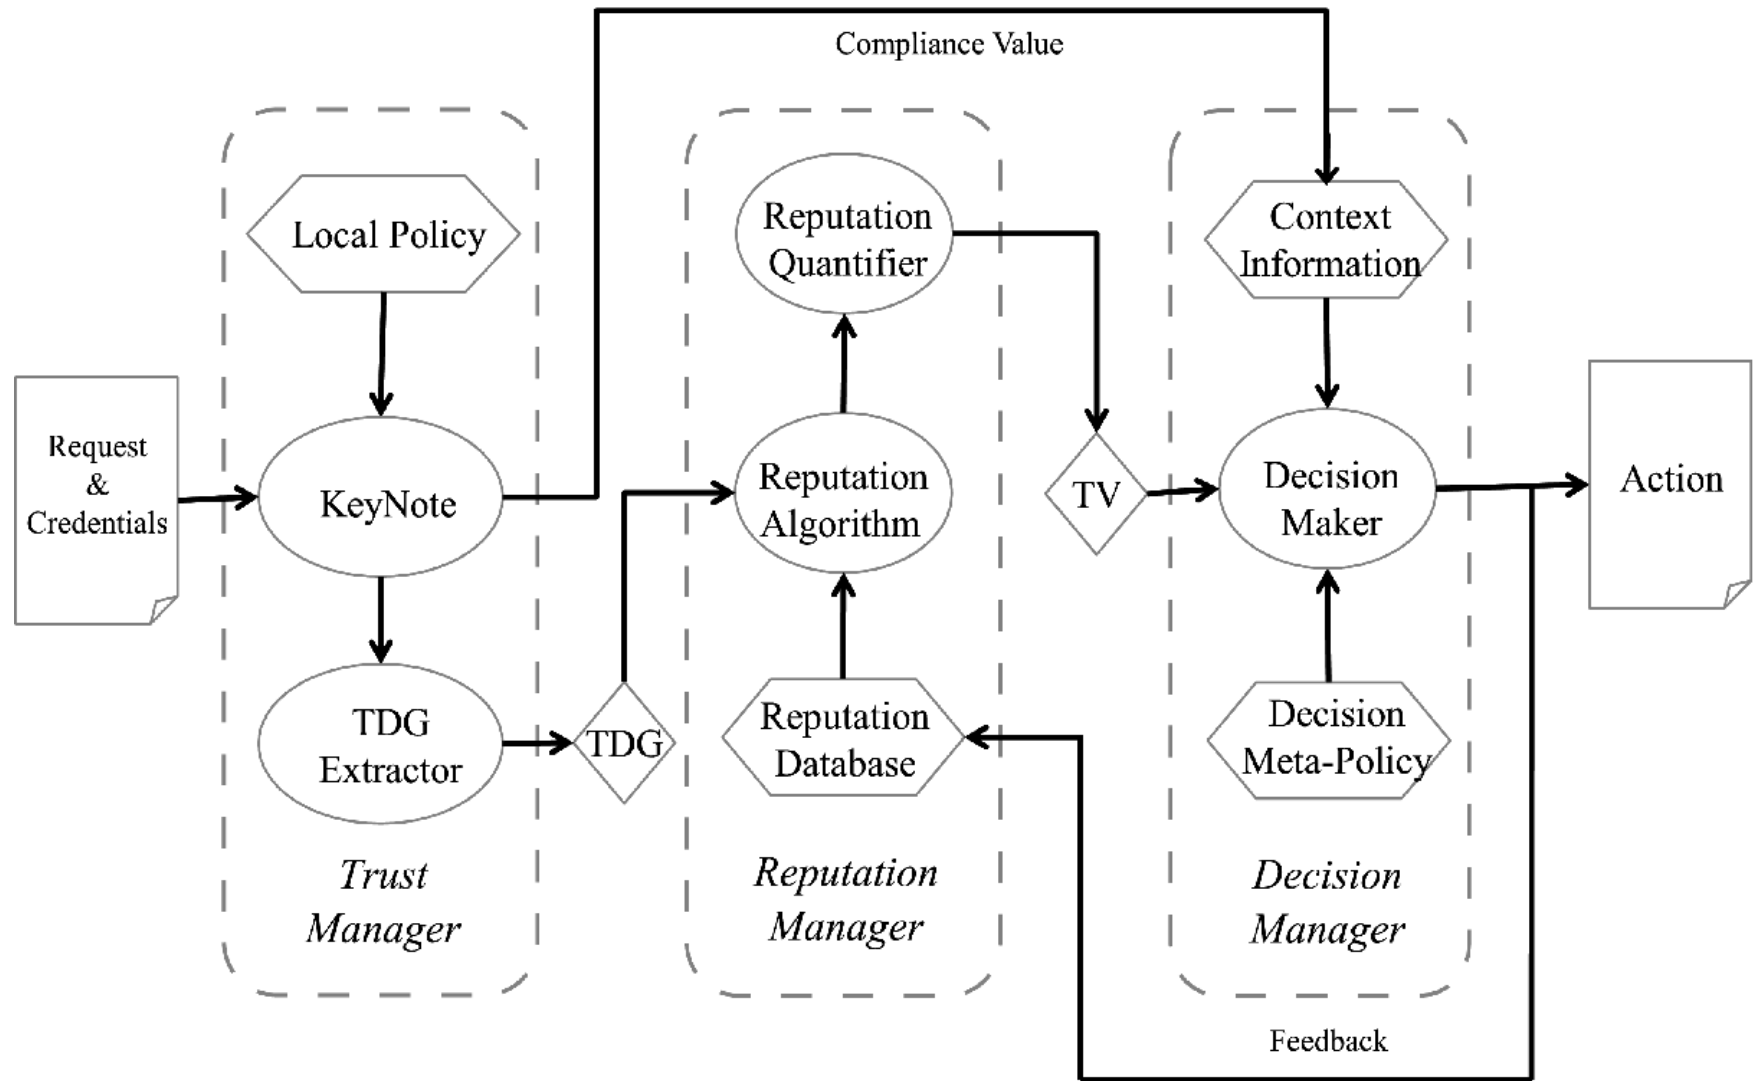 Compliance Value
Local Policy
Reputation
Quantifier
Context
Information
Request
&
Credentials
KeyNote
Reputation
Algorithm
TV
Decision
Maker
Action
TDG
Extractor
TDG
Reputation
Database
Decision
Meta-Policy
Trust
Manager
Reputation
Manager
Decision
Manager
Feedback